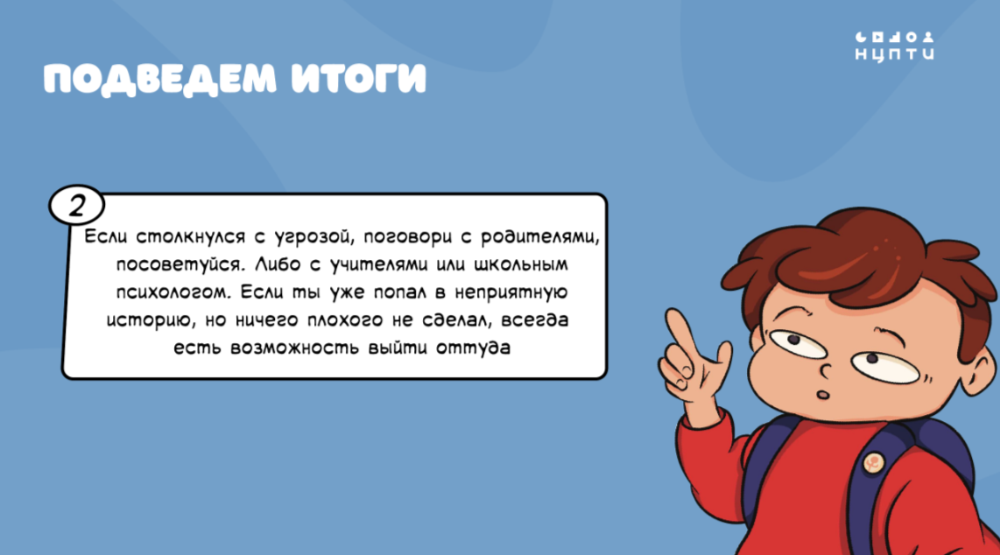 ПОДВЕДЕМ ИТОГИ
НЦПТИ
2
Если столкнулся с угрозой, поговори с родителями,
посоветуйся. Либо с учителями или школьным
психологом. Если ты уже попал в неприятную
историю, но ничего плохого не сделал, всегда
есть возможность выйти оттуда